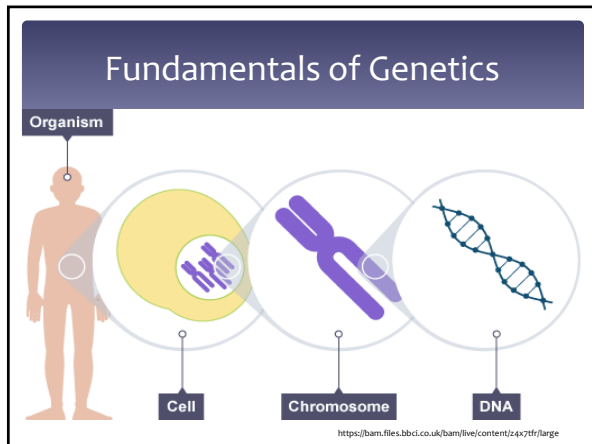 Fundamentals of Genetics
Organism
Cell
Chromosome
DNA
https://bam.files.bbci.co.uk/bam/live/content/z4x7tfr/large